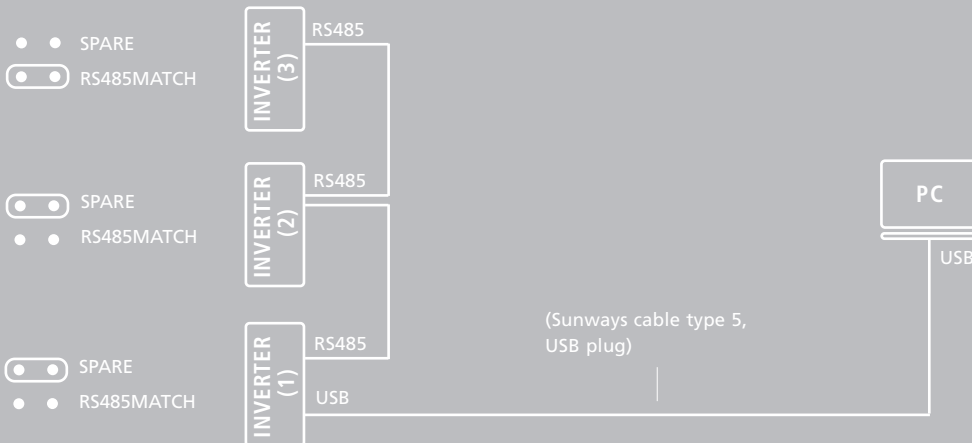 SPARE
RS485MATCH
INVERTER
(3)
RS485
SPARE
RS485MATCH
INVERTER
(2)
RS485
PC
USB
(Sunways cable type 5,
USB plug)
SPARE
RS485MATCH
INVERTER
(1)
RS485
USB